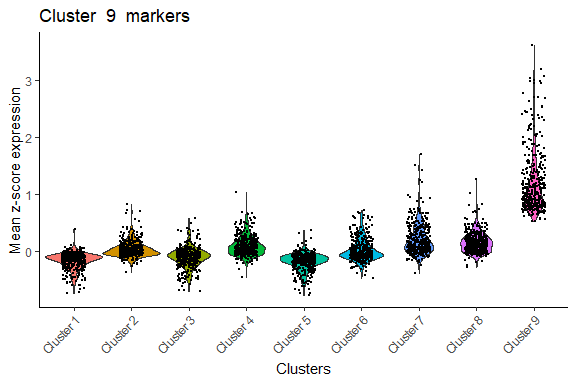 Cluster 9 markers
Mean z-score expression
3
2
1
0
Cluster 1
Cluster 2
Cluster 3
Cluster 4
Cluster 5
Cluster 6
Cluster 7
Cluster 8
Cluster 9
Clusters